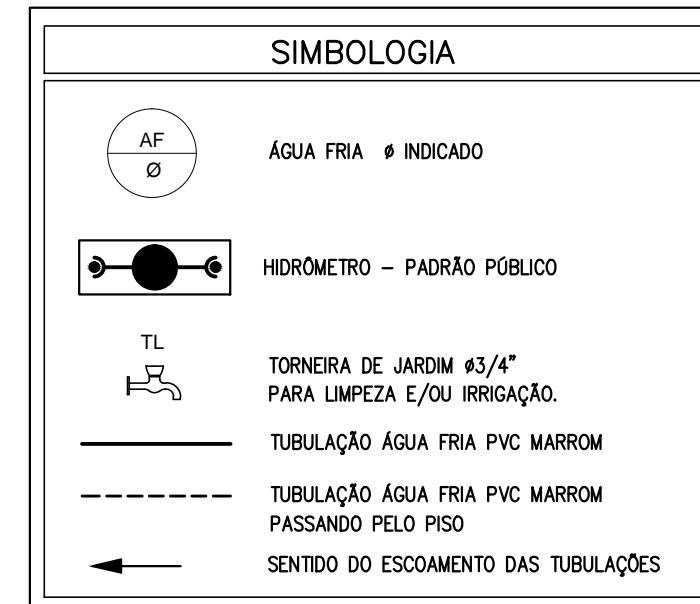 SIMBOLOGIA
AF
Ø
ÁGUA FRIA ø INDICADO
HIDRÔMETRO – PADRÃO PÚBLICO
TL
TORNEIRA DE JARDIM ø3/4"
PARA LIMPEZA E/OU IRRIGAÇÃO.
TUBULAÇÃO ÁGUA FRIA PVC MARROM
TUBULAÇÃO ÁGUA FRIA PVC MARROM
PASSANDO PELO PISO
SENTIDO DO ESCOAMENTO DAS TUBULAÇÕES